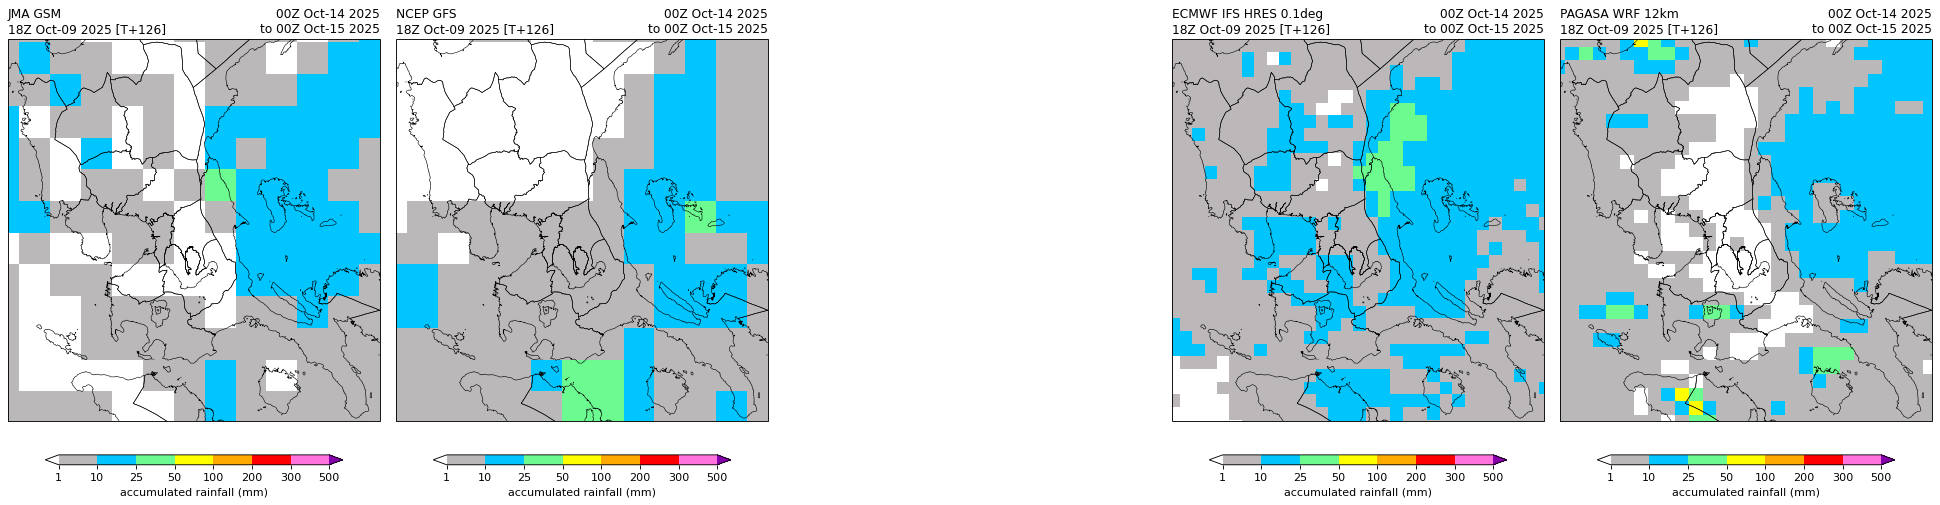 JMA GSM 00Z Oct-14 2025
18Z Oct-09 2025 [T+126] to 00Z Oct-15 2025
NCEP GFS 00Z Oct-14 2025
18Z Oct-09 2025 [T+126] to 00Z Oct-15 2025
ECMWF IFS HRES 0.1deg 00Z Oct-14 2025
18Z Oct-09 2025 [T+126] to 00Z Oct-15 2025
PAGASA WRF 12km 00Z Oct-14 2025
18Z Oct-09 2025 [T+126] to 00Z Oct-15 2025
1 10 25 50 100 200 300 500
accumulated rainfall (mm)
1 10 25 50 100 200 300 500
accumulated rainfall (mm)
1 10 25 50 100 200 300 500
accumulated rainfall (mm)
1 10 25 50 100 200 300 500
accumulated rainfall (mm)